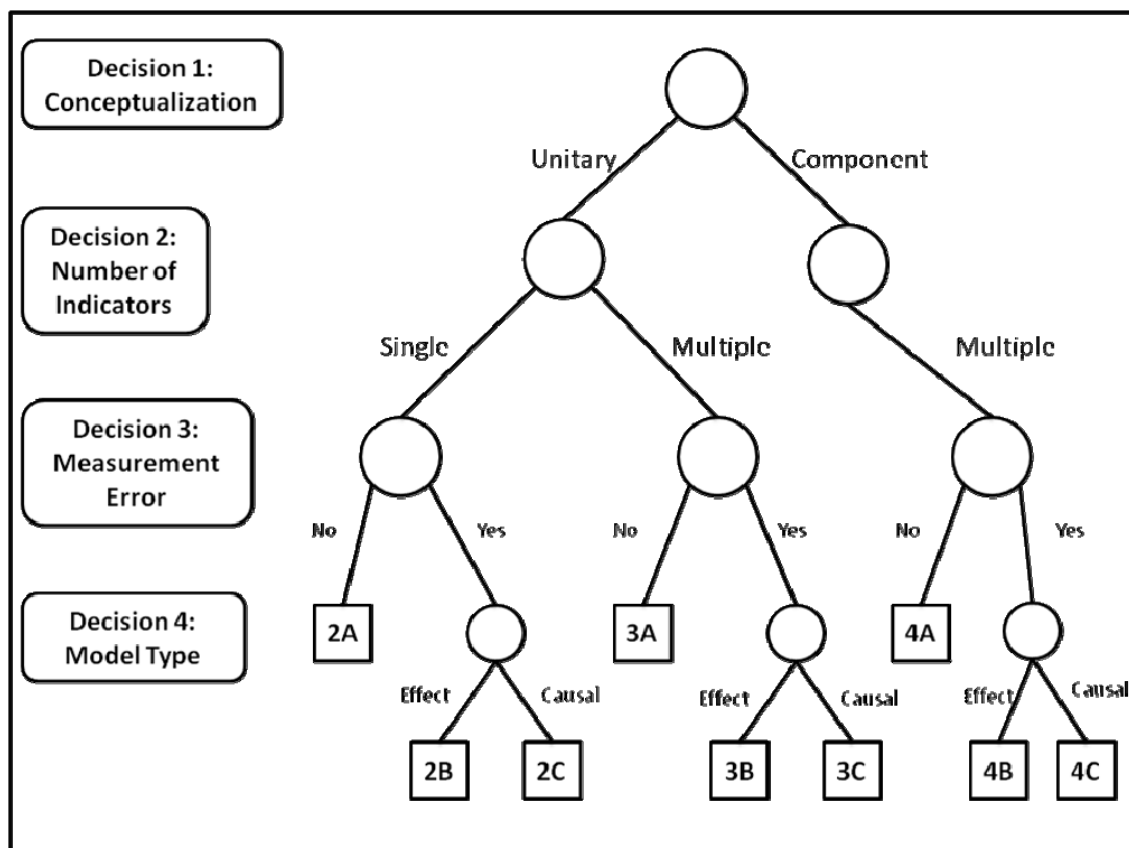 Decision 1:
Conceptualization
Unitary
Component
Decision 2:
Number of
Indicators
Single
Multiple
Multiple
Decision 3:
Measurement
Error
No
Yes
No
Yes
No
Yes
Decision 4:
Model Type
2A
3A
4A
Effect
Causal
Effect
Causal
Effect
Causal
2B
2C
3B
3C
4B
4C